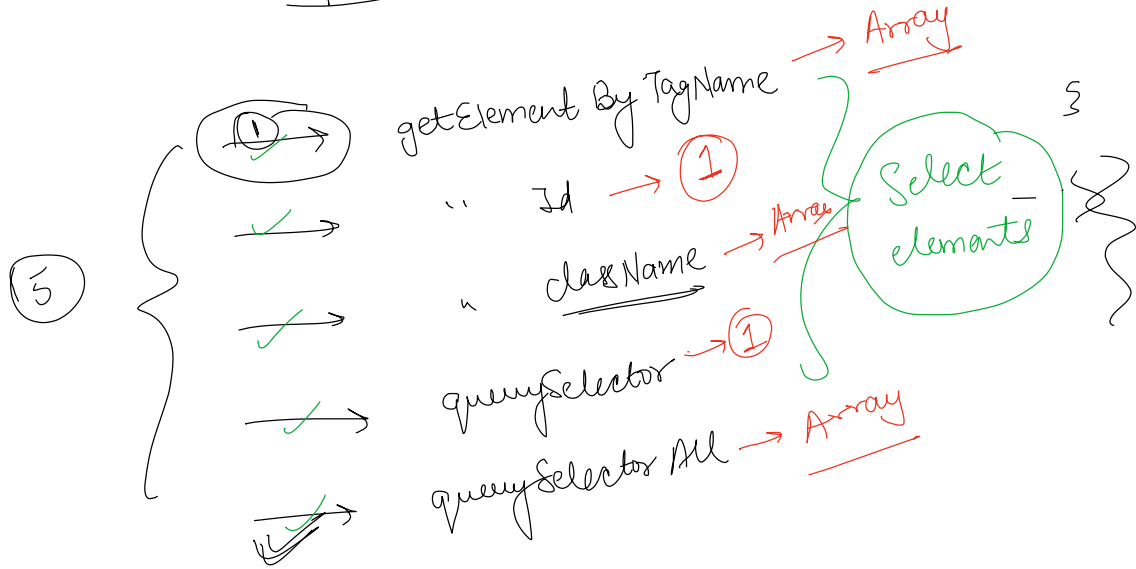 ① getElement By TagName → Array
" Id → ①
" className → Array
querySelector → ①
querySelector All → Array
5
Select
elements